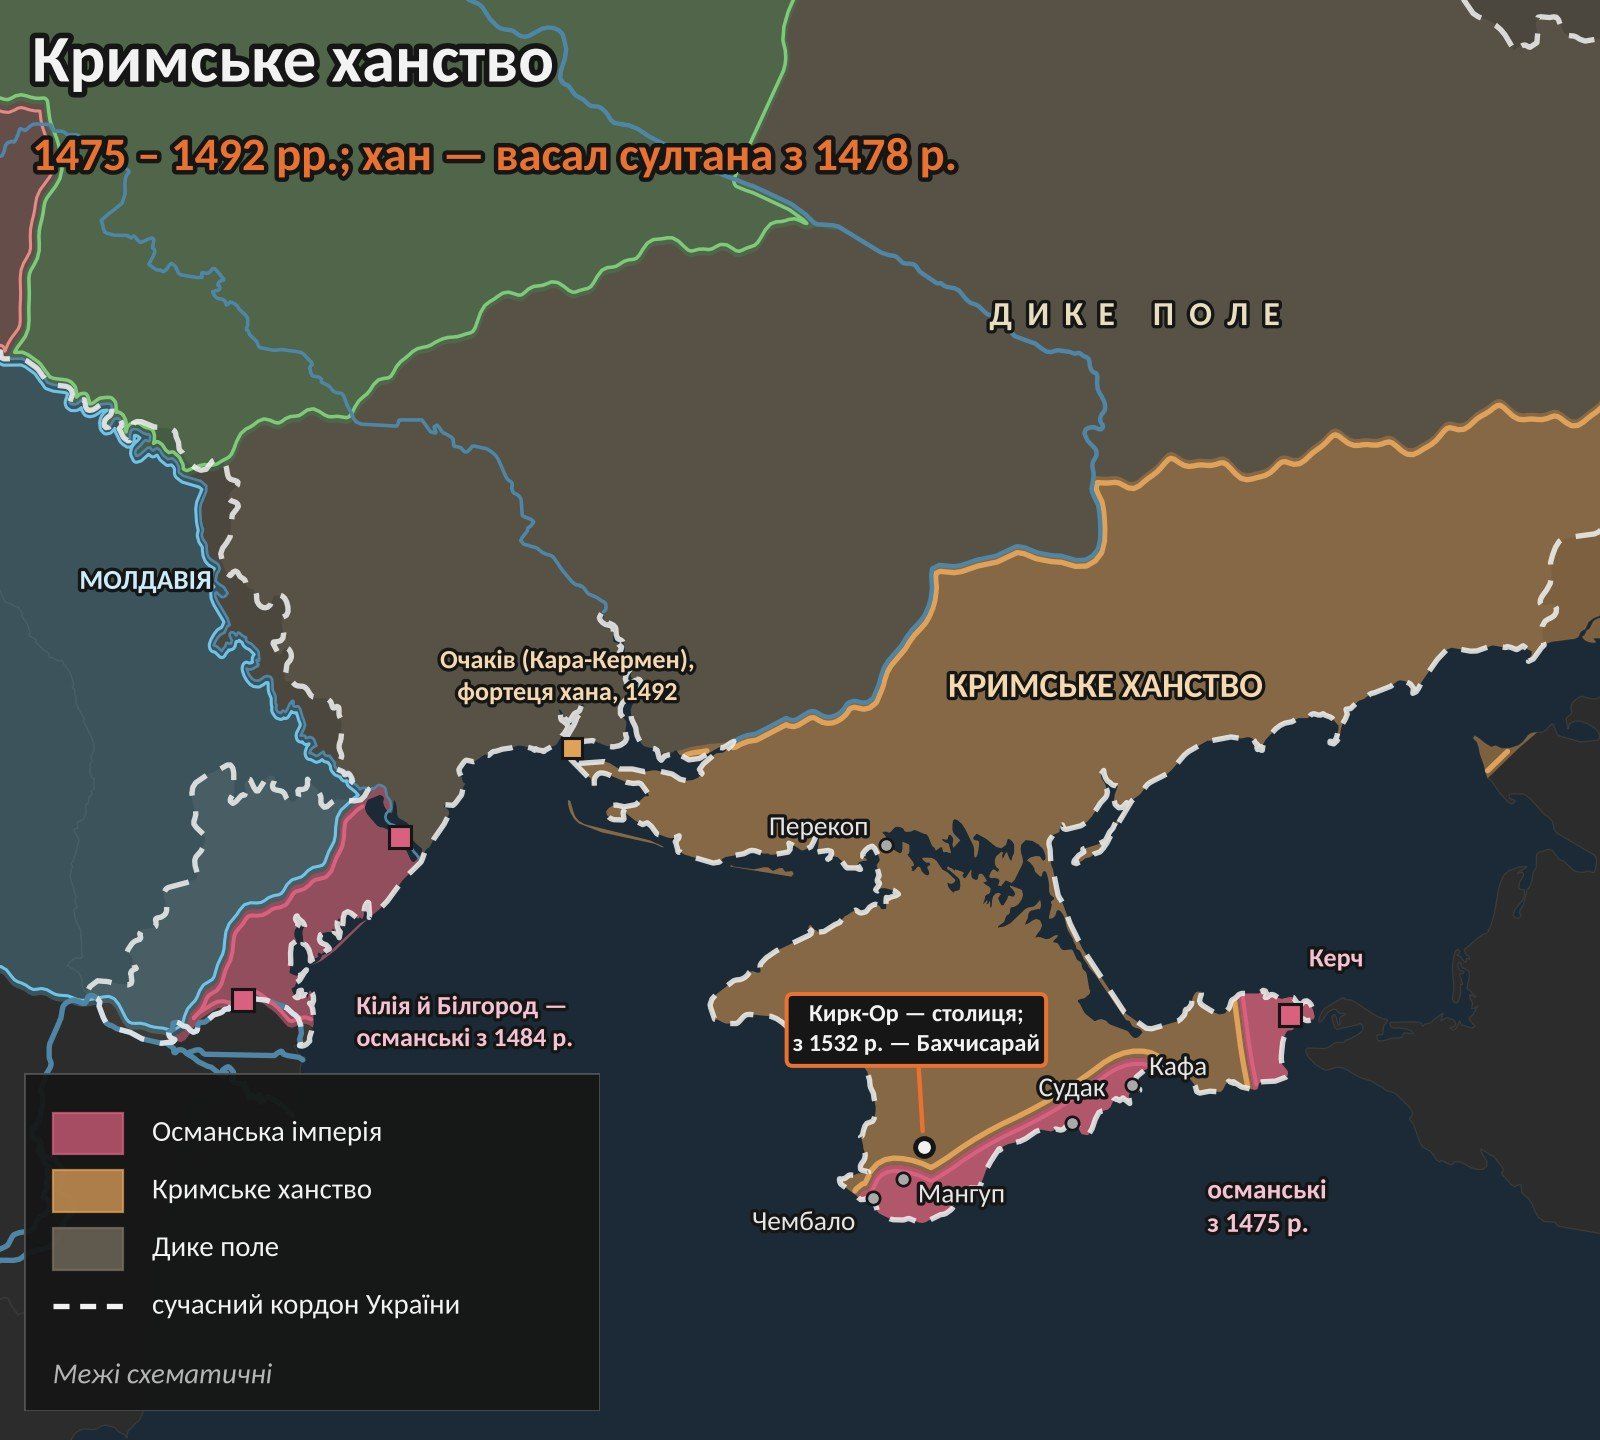 Кримське ханство
1475 – 1492 рр.; хан — васал султана з 1478 р.
ДИКЕ ПОЛЕ
МОЛДАВІЯ
Очаків (Кара-Кермен),
фортеця хана, 1492
КРИМСЬКЕ ХАНСТВО
Перекоп
Керч
Кілія й Білгород —
османські з 1484 р.
Кирк-Ор — столиця;
з 1532 р. — Бахчисарай
Кафа
Судак
Мангуп
Чембало
османські
з 1475 р.
Османська імперія
Кримське ханство
Дике поле
сучасний кордон України
Межі схематичні